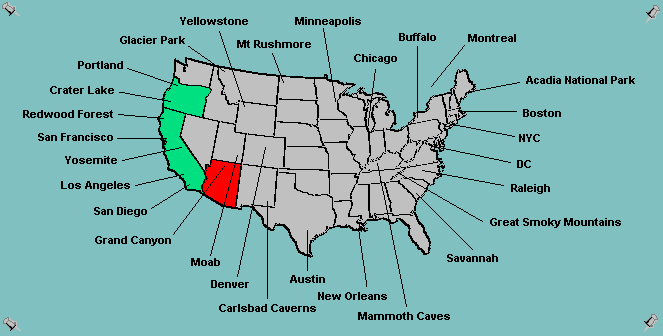 Yellowstone
Minneapolis
Glacier Park
Mt Rushmore
Buffalo
Montreal
Chicago
Portland
Acadia National Park
Crater Lake
Redwood Forest
Boston
San Francisco
NYC
Yosemite
DC
Los Angeles
Raleigh
San Diego
Great Smoky Mountains
Grand Canyon
Savannah
Moab
Denver
Austin
New Orleans
Carlsbad Caverns
Mammoth Caves